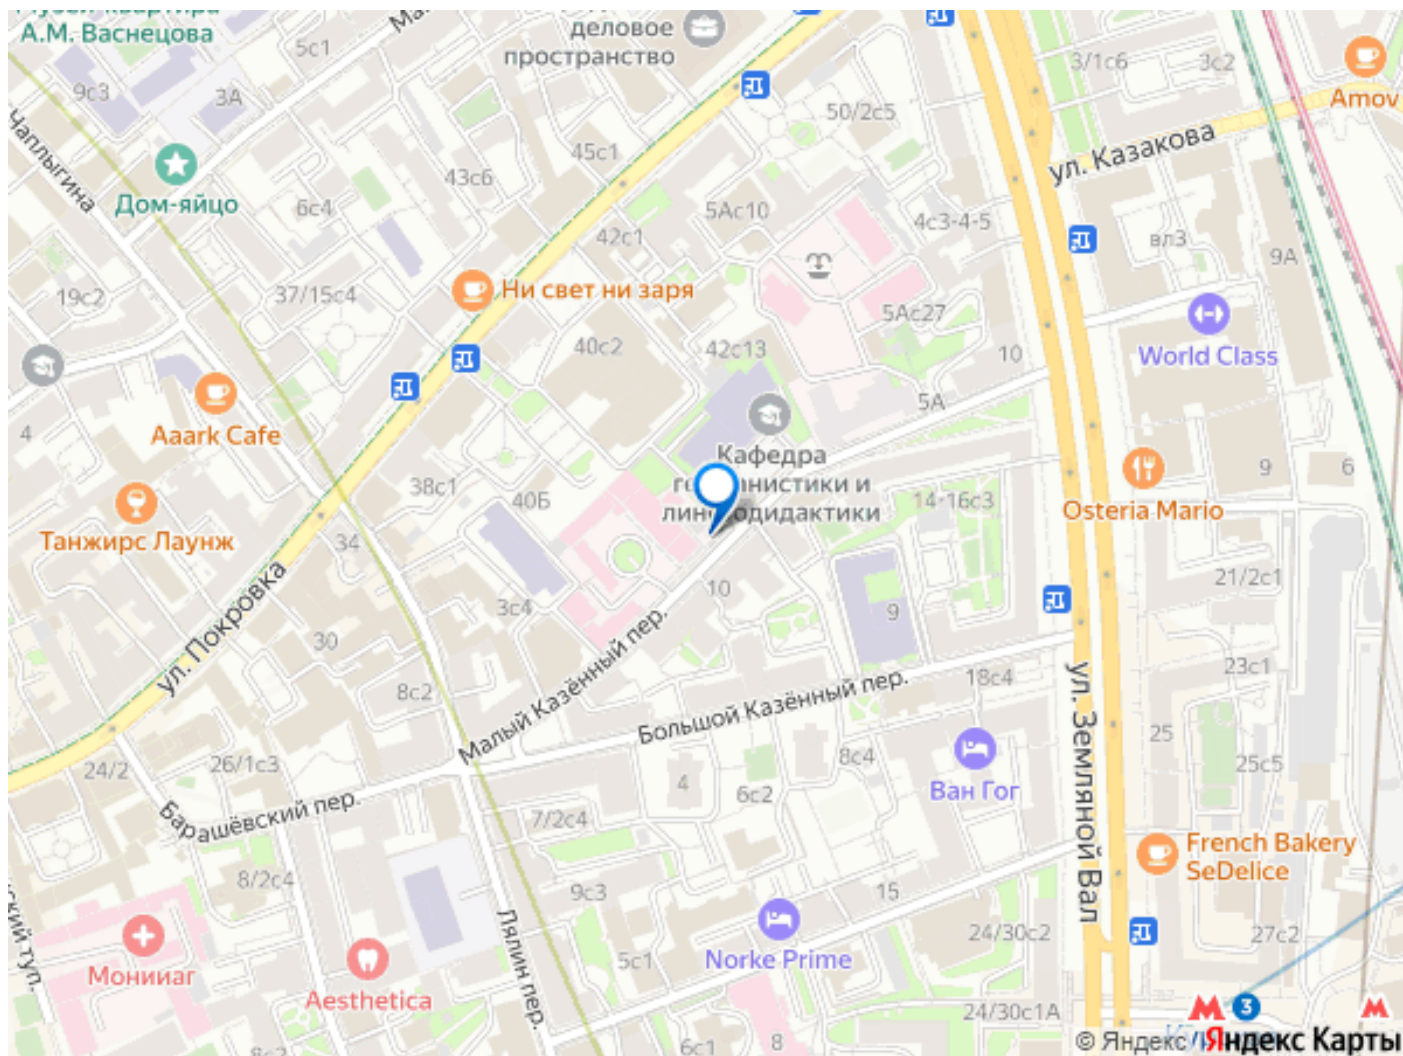 А.М. Васнецова
5с1
деловое
пространство
3/1с6
3с2
Amov
9с3
3А
50/2с5
ул. Казакова
Чаплыгина
Дом-яйцо
6с4
43с6
45с1
5Ас10
4с3-4-5
42с1
вл3
9А
19с2
37/15с4
Ни свет ни заря
5Ас27
40с2
42с13
10
World Class
4
Aaark Cafe
5А
Кафедра
38с1
40Б
14-16с3
9
6
лингводидактики
Osteria Mario
Танжирс Лаунж
34
ул. Покровка
3с4
10
9
21/2с1
30
8с2
Малый Казённый пер.
Большой Казённый пер.
18с4
23с1
ул. Земляной Вал
24/2
26/1с3
Барашёвский пер.
4
6с2
8с4
Ван Гог
25
25с5
7/2с4
French Bakery
SeDelice
8/2с4
9с3
15
Лялин пер.
МониIаг
Aesthetica
5с1
Norke Prime
24/30с2
27с2
24/30с1А
3
6с1
8
© Яндекс
Яндекс Карты